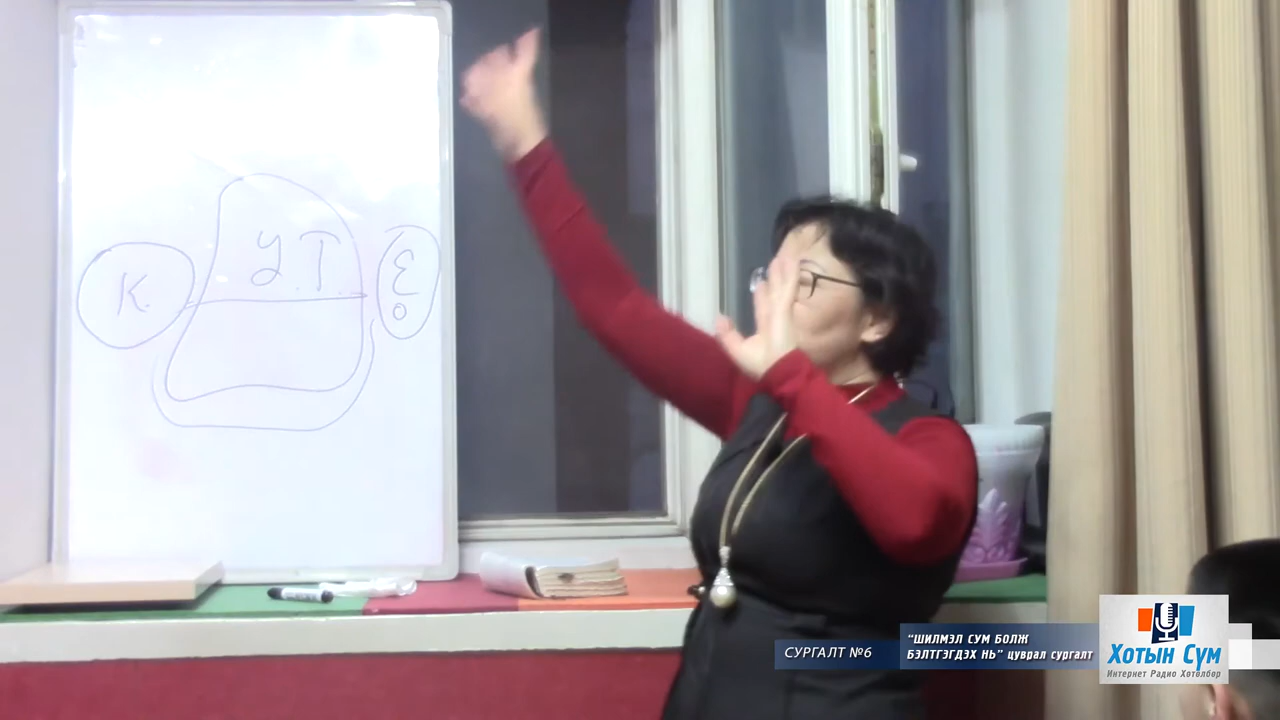 К.
У.Т
Е
О
СУРГАЛТ №6
“ШИЛМЭЛ СУМ БОЛЖ
БЭЛТГЭГДЭХ НЬ” цуврал сургалт
Хотын Сүм
Интернет Радио Хөтөлбөр